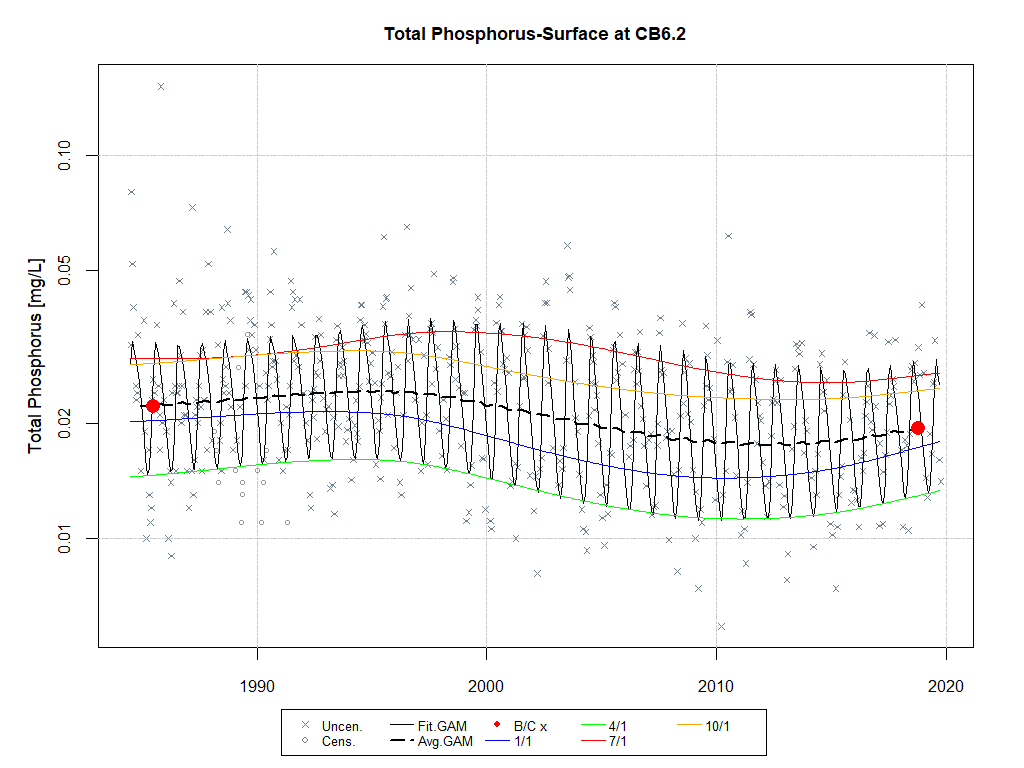 Total Phosphorus-Surface at CB6.2
Total Phosphorus [mg/L]
0.10
0.05
0.02
0.01
1990 2000 2010 2020
Uncen. Fit.GAM B/C x 4/1 10/1
Cens. Avg.GAM 1/1 7/1